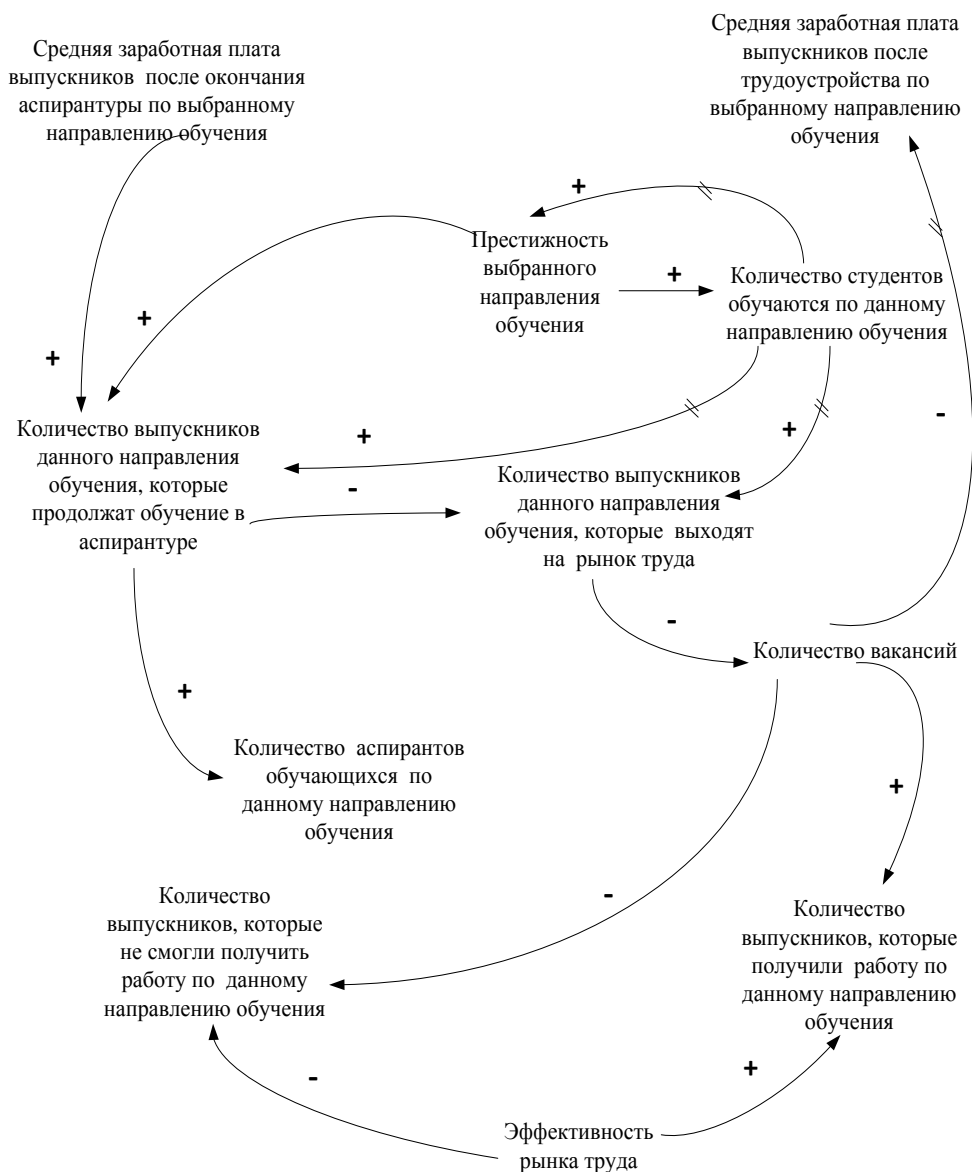 Средняя заработная плата
выпускников после окончания
аспирантуры по выбранному
направлению обучения
Средняя заработная плата
выпускников после
трудоустройства по
выбранному направлению
обучения
+
Престижность
выбранного
направления
обучения
+
Количество студентов
обучаются по данному
направлению обучения
+
+
Количество выпускников
данного направления
обучения, которые
продолжат обучение в
аспирантуре
+
-
+
-
Количество выпускников
данного направления
обучения, которые выходят
на рынок труда
-
Количество вакансий
+
Количество аспирантов
обучающихся по
данному направлению
обучения
+
-
Количество
выпускников, которые
не смогли получить
работу по данному
направлению обучения
Количество
выпускников, которые
получили работу по
данному направлению
обучения
-
+
Эффективность
рынка труда